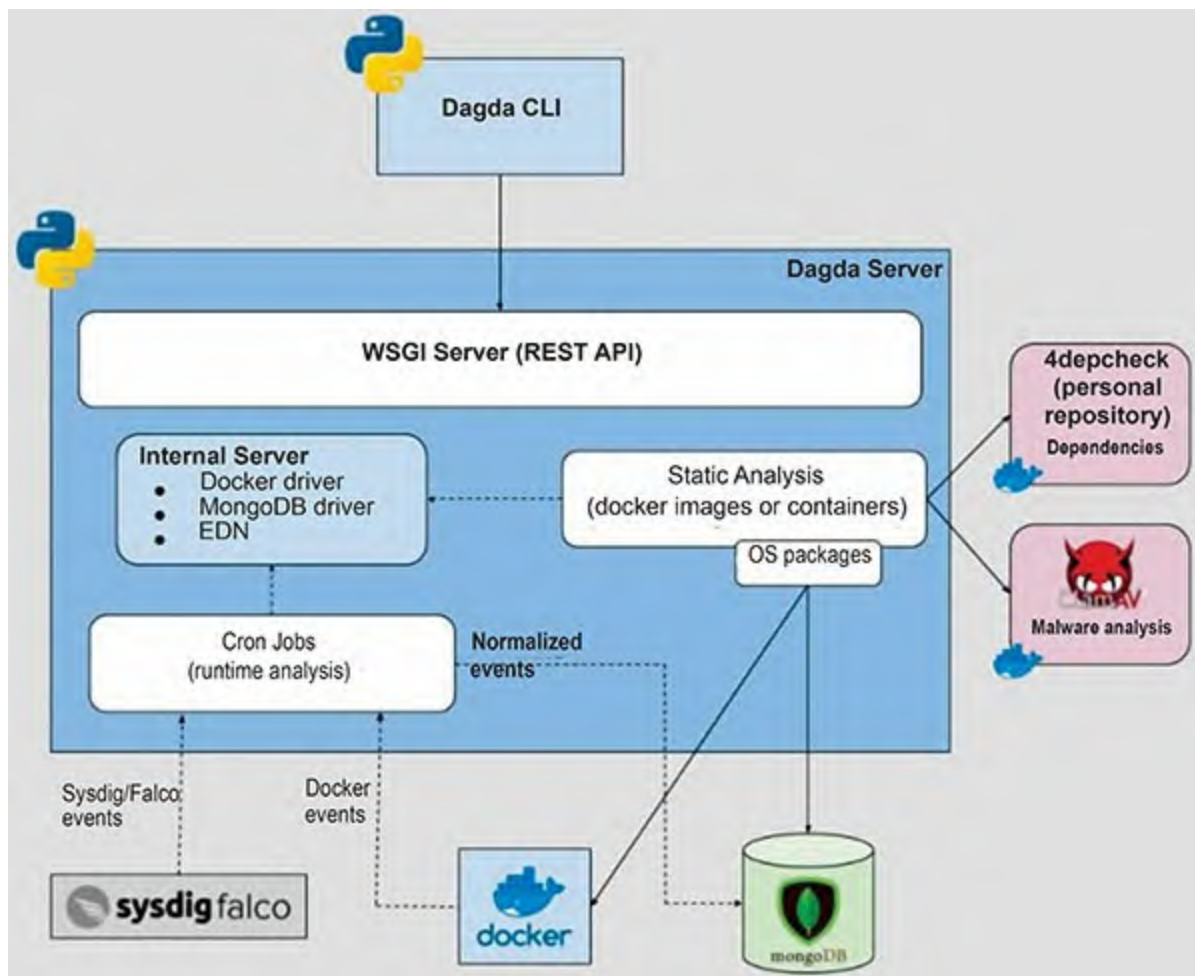 Dagda CLI
Dagda Server
WSGI Server (REST API)
4depcheck
(personal
repository)
Dependencies
Internal Server
• Docker driver
• MongoDB driver
• EDN
Static Analysis
(docker images or containers)
OS packages
ClamAV
Malware analysis
Cron Jobs
(runtime analysis)
Normalized
events
Sysdig/Falco
events
Docker
events
sysdig falco
docker
mongoDB